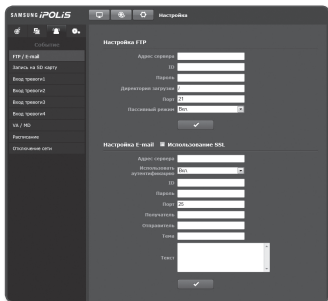 SAMSUNG iPOLiS
Настройка
Событие
FTP / E-mail
Запись на SD карту
Вход тревоги1
Вход тревоги2
Вход тревоги3
Вход тревоги4
VA / MD
Расписание
Отключение сети
Настройка FTP
Адрес сервера
ID
Пароль
Директория загрузки /
Порт 21
Пассивный режим Вкл.
Настройка E-mail Использование SSL
Адрес сервера
Использовать аутентификацию Вкл.
ID
Пароль
Порт 25
Получатель
Отправитель
Тема
Текст